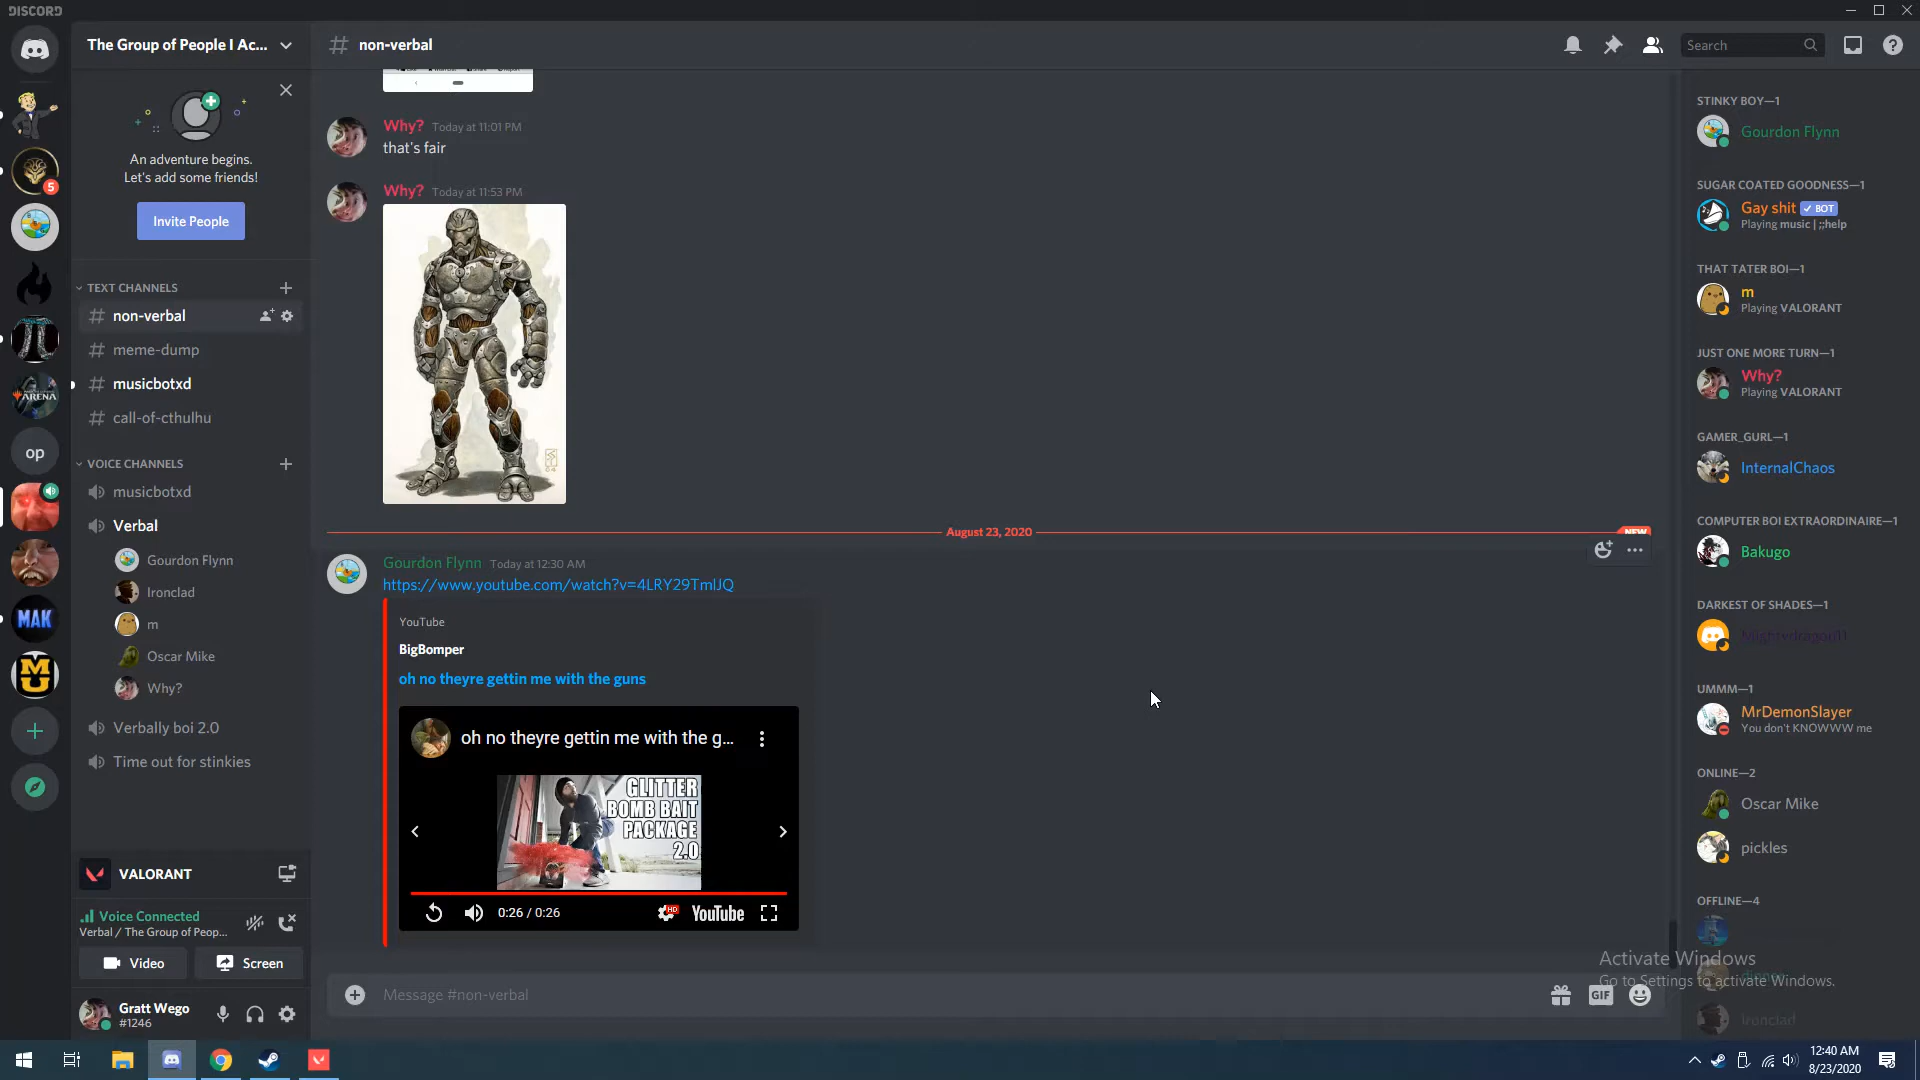 DISCORD
The Group of People I Ac...
non-verbal
Search
An adventure begins.
Let's add some friends!
Invite People
TEXT CHANNELS
non-verbal
meme-dump
musicbotxd
call-of-cthulhu
VOICE CHANNELS
musicbotxd
Verbal
Gourdon Flynn
Ironclad
m
Oscar Mike
Why?
Verbally boi 2.0
Time out for stinkies
5
ARENA
op
MAK
VALORANT
Voice Connected
Verbal / The Group of Peop...
Video
Screen
Gratt Wego
#1246
Why? Today at 11:01 PM
that's fair
Why? Today at 11:53 PM
August 23, 2020
NEW
Gourdon Flynn Today at 12:30 AM
https://www.youtube.com/watch?v=4LRY29TmlJQ
YouTube
BigBomper
oh no theyre gettin me with the guns
oh no theyre gettin me with the g...
GLITTER
BOMB BAIT
PACKAGE
2.0
0:26 / 0:26
HD
YouTube
Message #non-verbal
GIF
STINKY BOY—1
Gourdon Flynn
SUGAR COATED GOODNESS—1
Gay shit ✓ BOT
Playing music | ;;help
THAT TATER BOI—1
m
Playing VALORANT
JUST ONE MORE TURN—1
Why?
Playing VALORANT
GAMER_GURL—1
InternalChaos
COMPUTER BOI EXTRAORDINAIRE—1
Bakugo
DARKEST OF SHADES—1
Mightydragon11
UMMM—1
MrDemonSlayer
You don't KNOWWW me
ONLINE—2
Oscar Mike
pickles
OFFLINE—4
Activate Windows
Go to Settings to activate Windows.
Ironclad
12:40 AM
8/23/2020